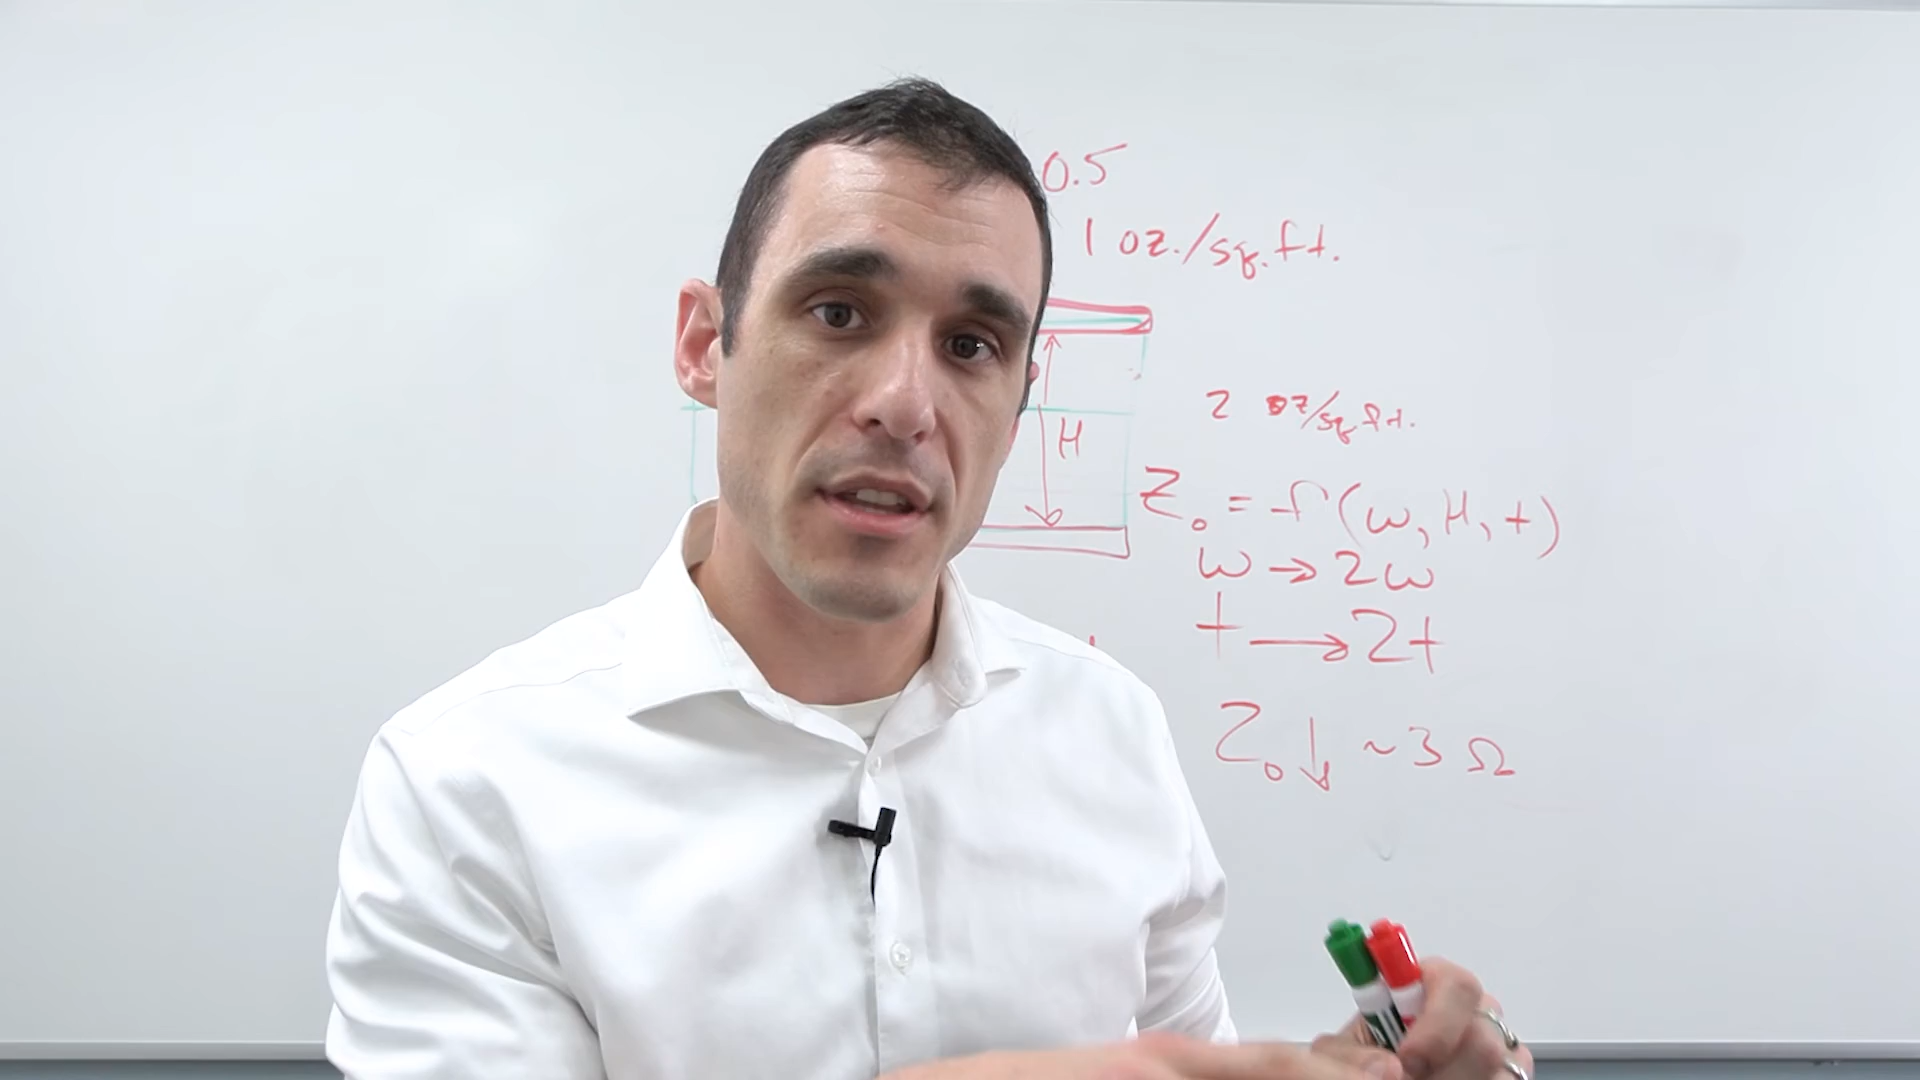 0.5
1 oz./sq.ft.
H
2 oz/sq.ft.
Z₀ = f(w, H, t)
w → 2w
t → 2t
Z₀ ↓ ~3 Ω